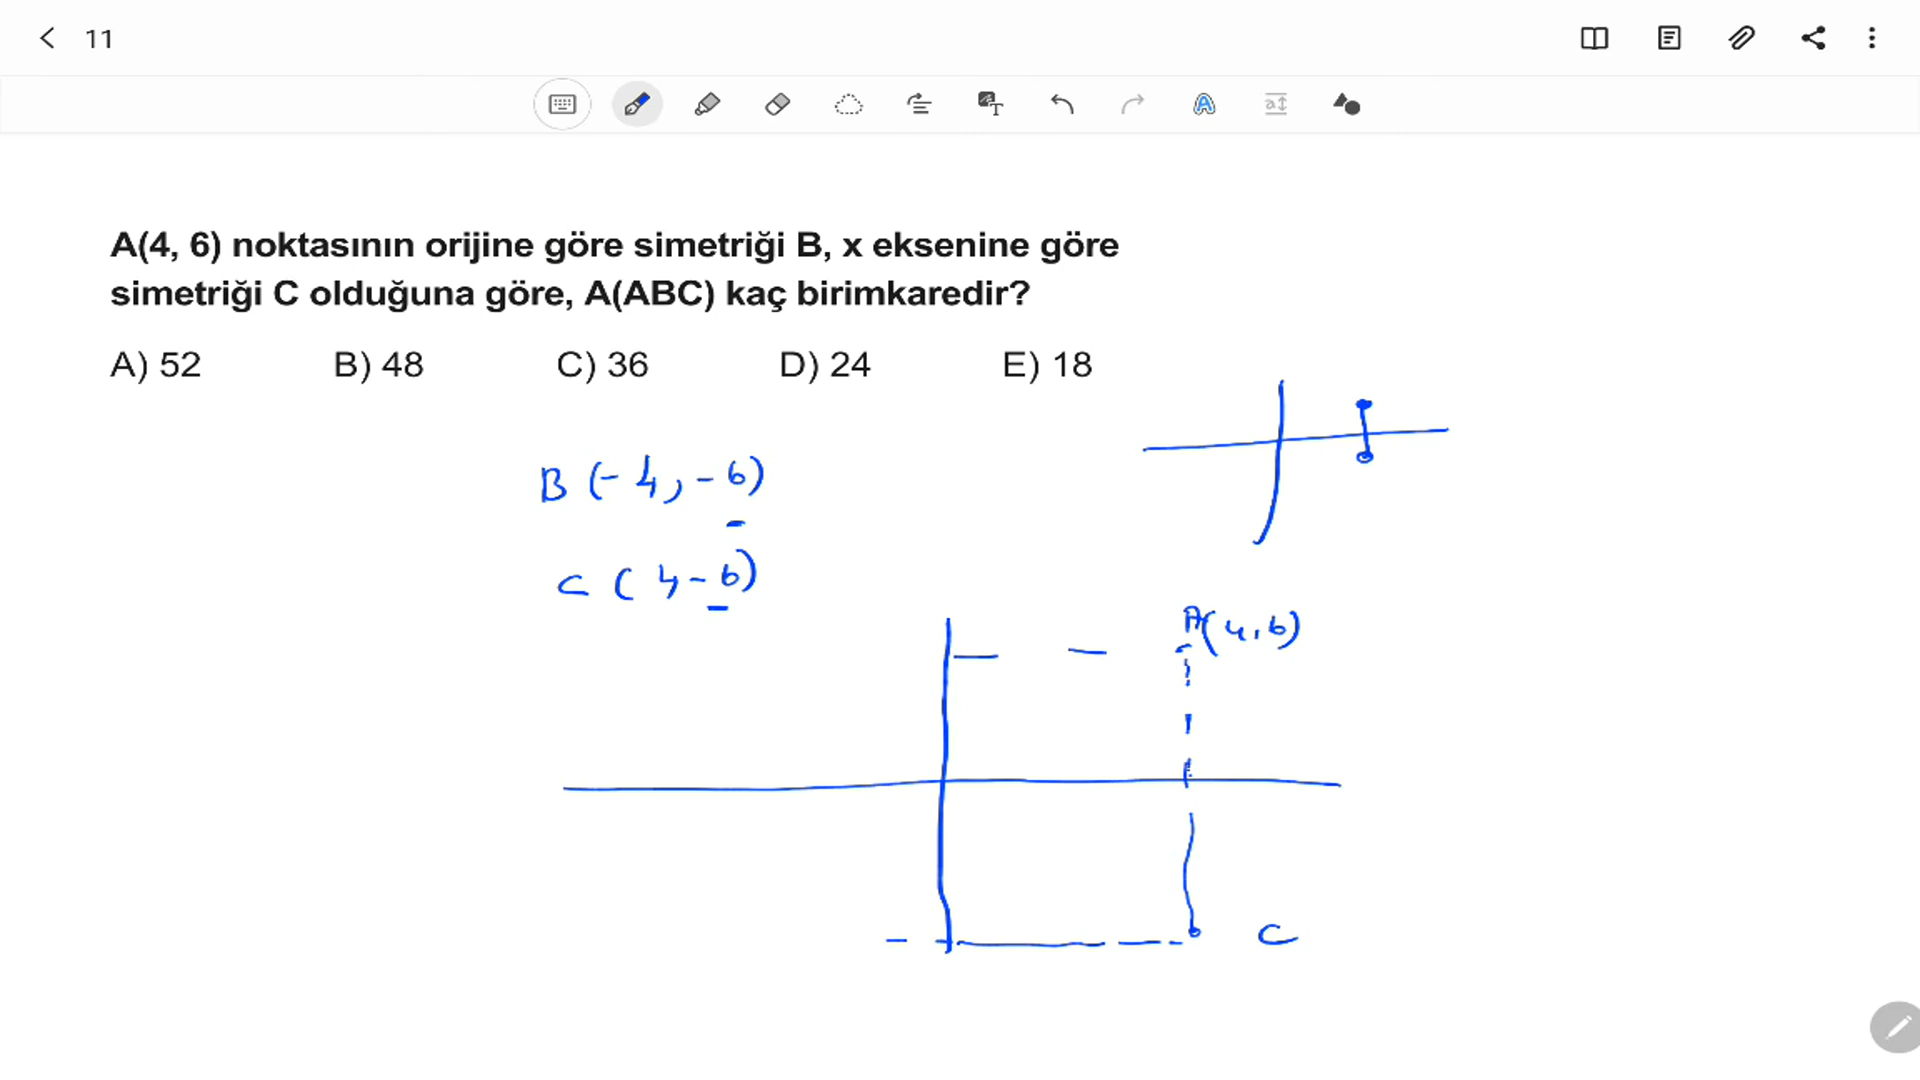 11
A(4, 6) noktasının orijine göre simetriği B, x eksenine göre
simetriği C olduğuna göre, A(ABC) kaç birimkaredir?
A) 52 B) 48 C) 36 D) 24 E) 18
B (-4, -6)
C (4 -6)
A(4,6)
C